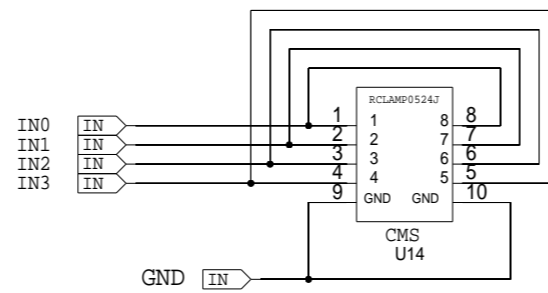 RCLAMP0524J
IN0 IN 1 1 8 8
IN1 IN 2 2 7 7
IN2 IN 3 3 6 6
IN3 IN 4 4 5 5
9 GND GND 10
CMS
U14
GND IN